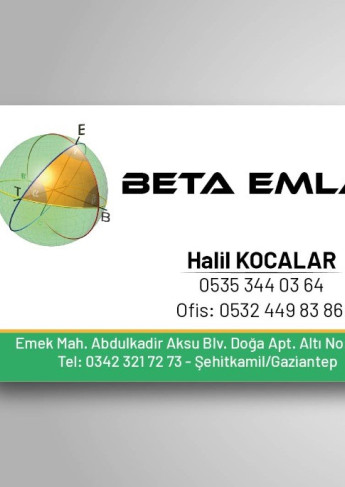 E
T
B
BETA EMLA
Halil KOCALAR
0535 344 03 64
Ofis: 0532 449 83 86
Emek Mah. Abdulkadir Aksu Blv. Doğa Apt. Altı No
Tel: 0342 321 72 73 - Şehitkamil/Gaziantep